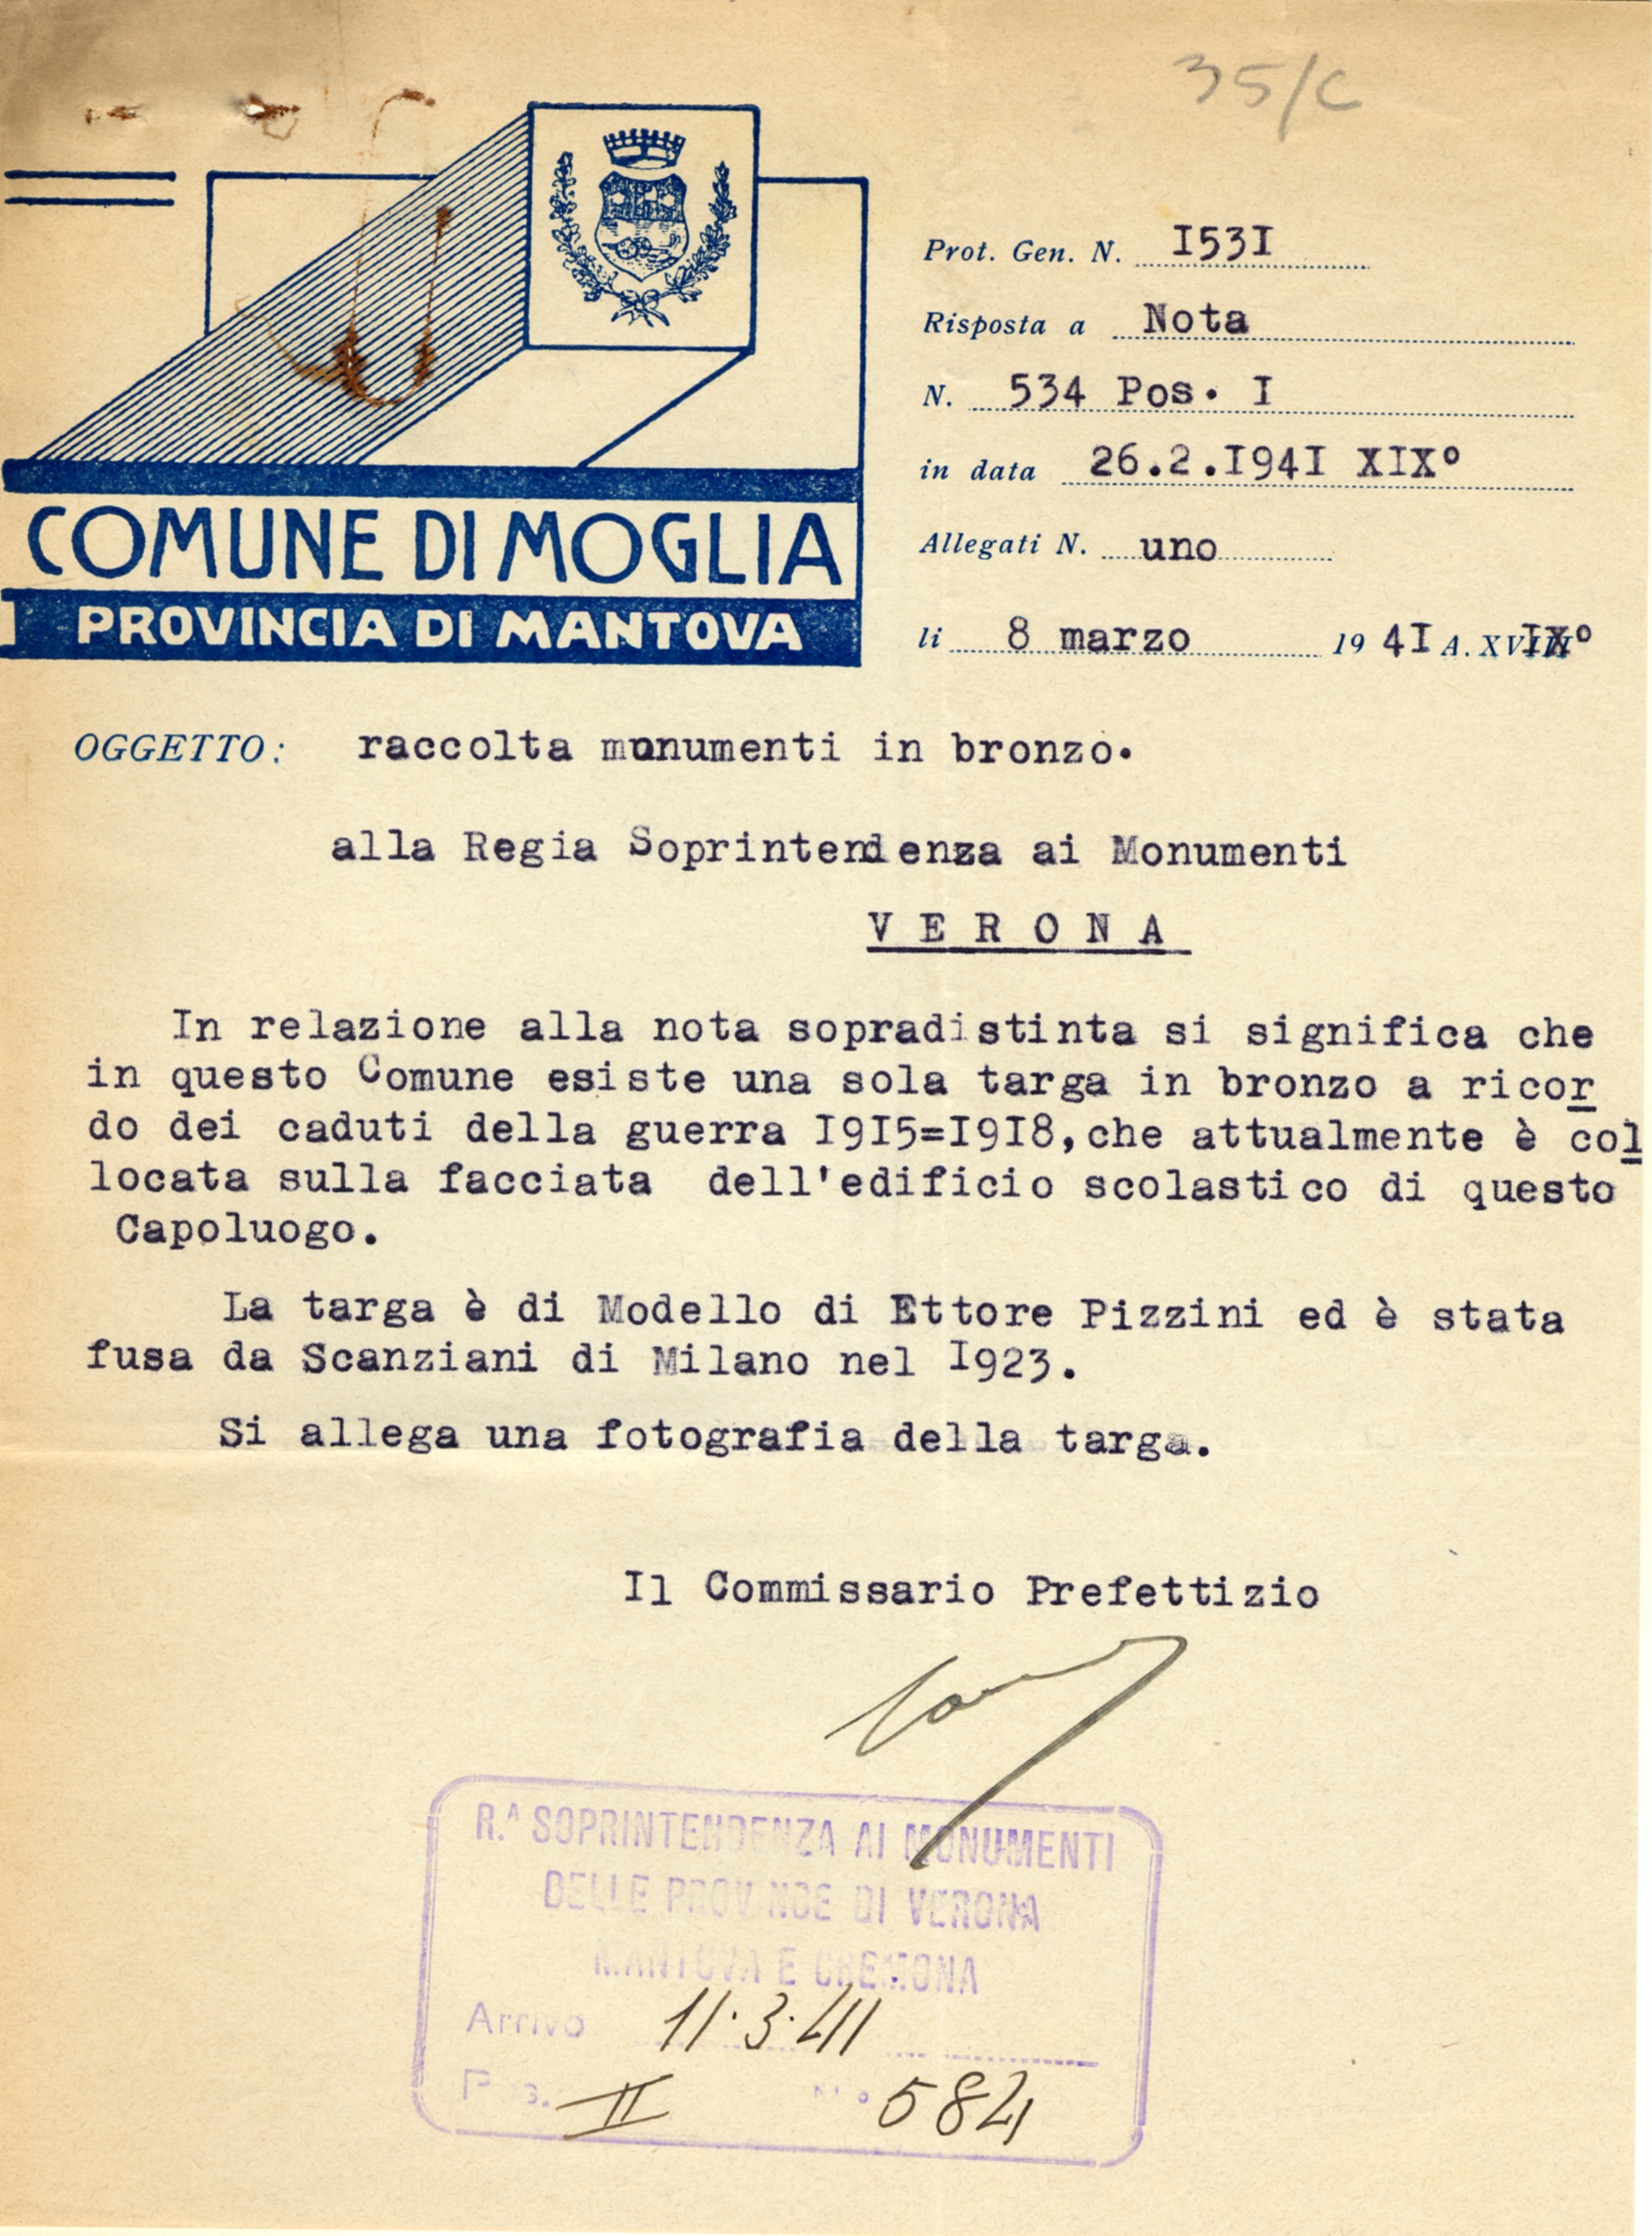 35/C
Prot. Gen. N. I53I
Risposta a Nota
N. 534 Pos. I
in data 26.2.I94I XIX°
Allegati N. uno
li 8 marzo 19 4I A. XVIIIX°
COMUNE DI MOGLIA
PROVINCIA DI MANTOVA
OGGETTO: raccolta monumenti in bronzo.
alla Regia Soprintendenza ai Monumenti
V E R O N A
In relazione alla nota sopradistinta si significa che
in questo Comune esiste una sola targa in bronzo a ricor
do dei caduti della guerra I9I5=I9I8,che attualmente è col
locata sulla facciata dell'edificio scolastico di questo
Capoluogo.
La targa è di Modello di Ettore Pizzini ed è stata
fusa da Scanziani di Milano nel I923.
Si allega una fotografia della targa.
Il Commissario Prefettizio
R.A SOPRINTENDENZA AI MONUMENTI
DELLE PROVINCE DI VERONA
MANTOVA E CREMONA
Arrivo 11.3.41
Pos. II N.° 584